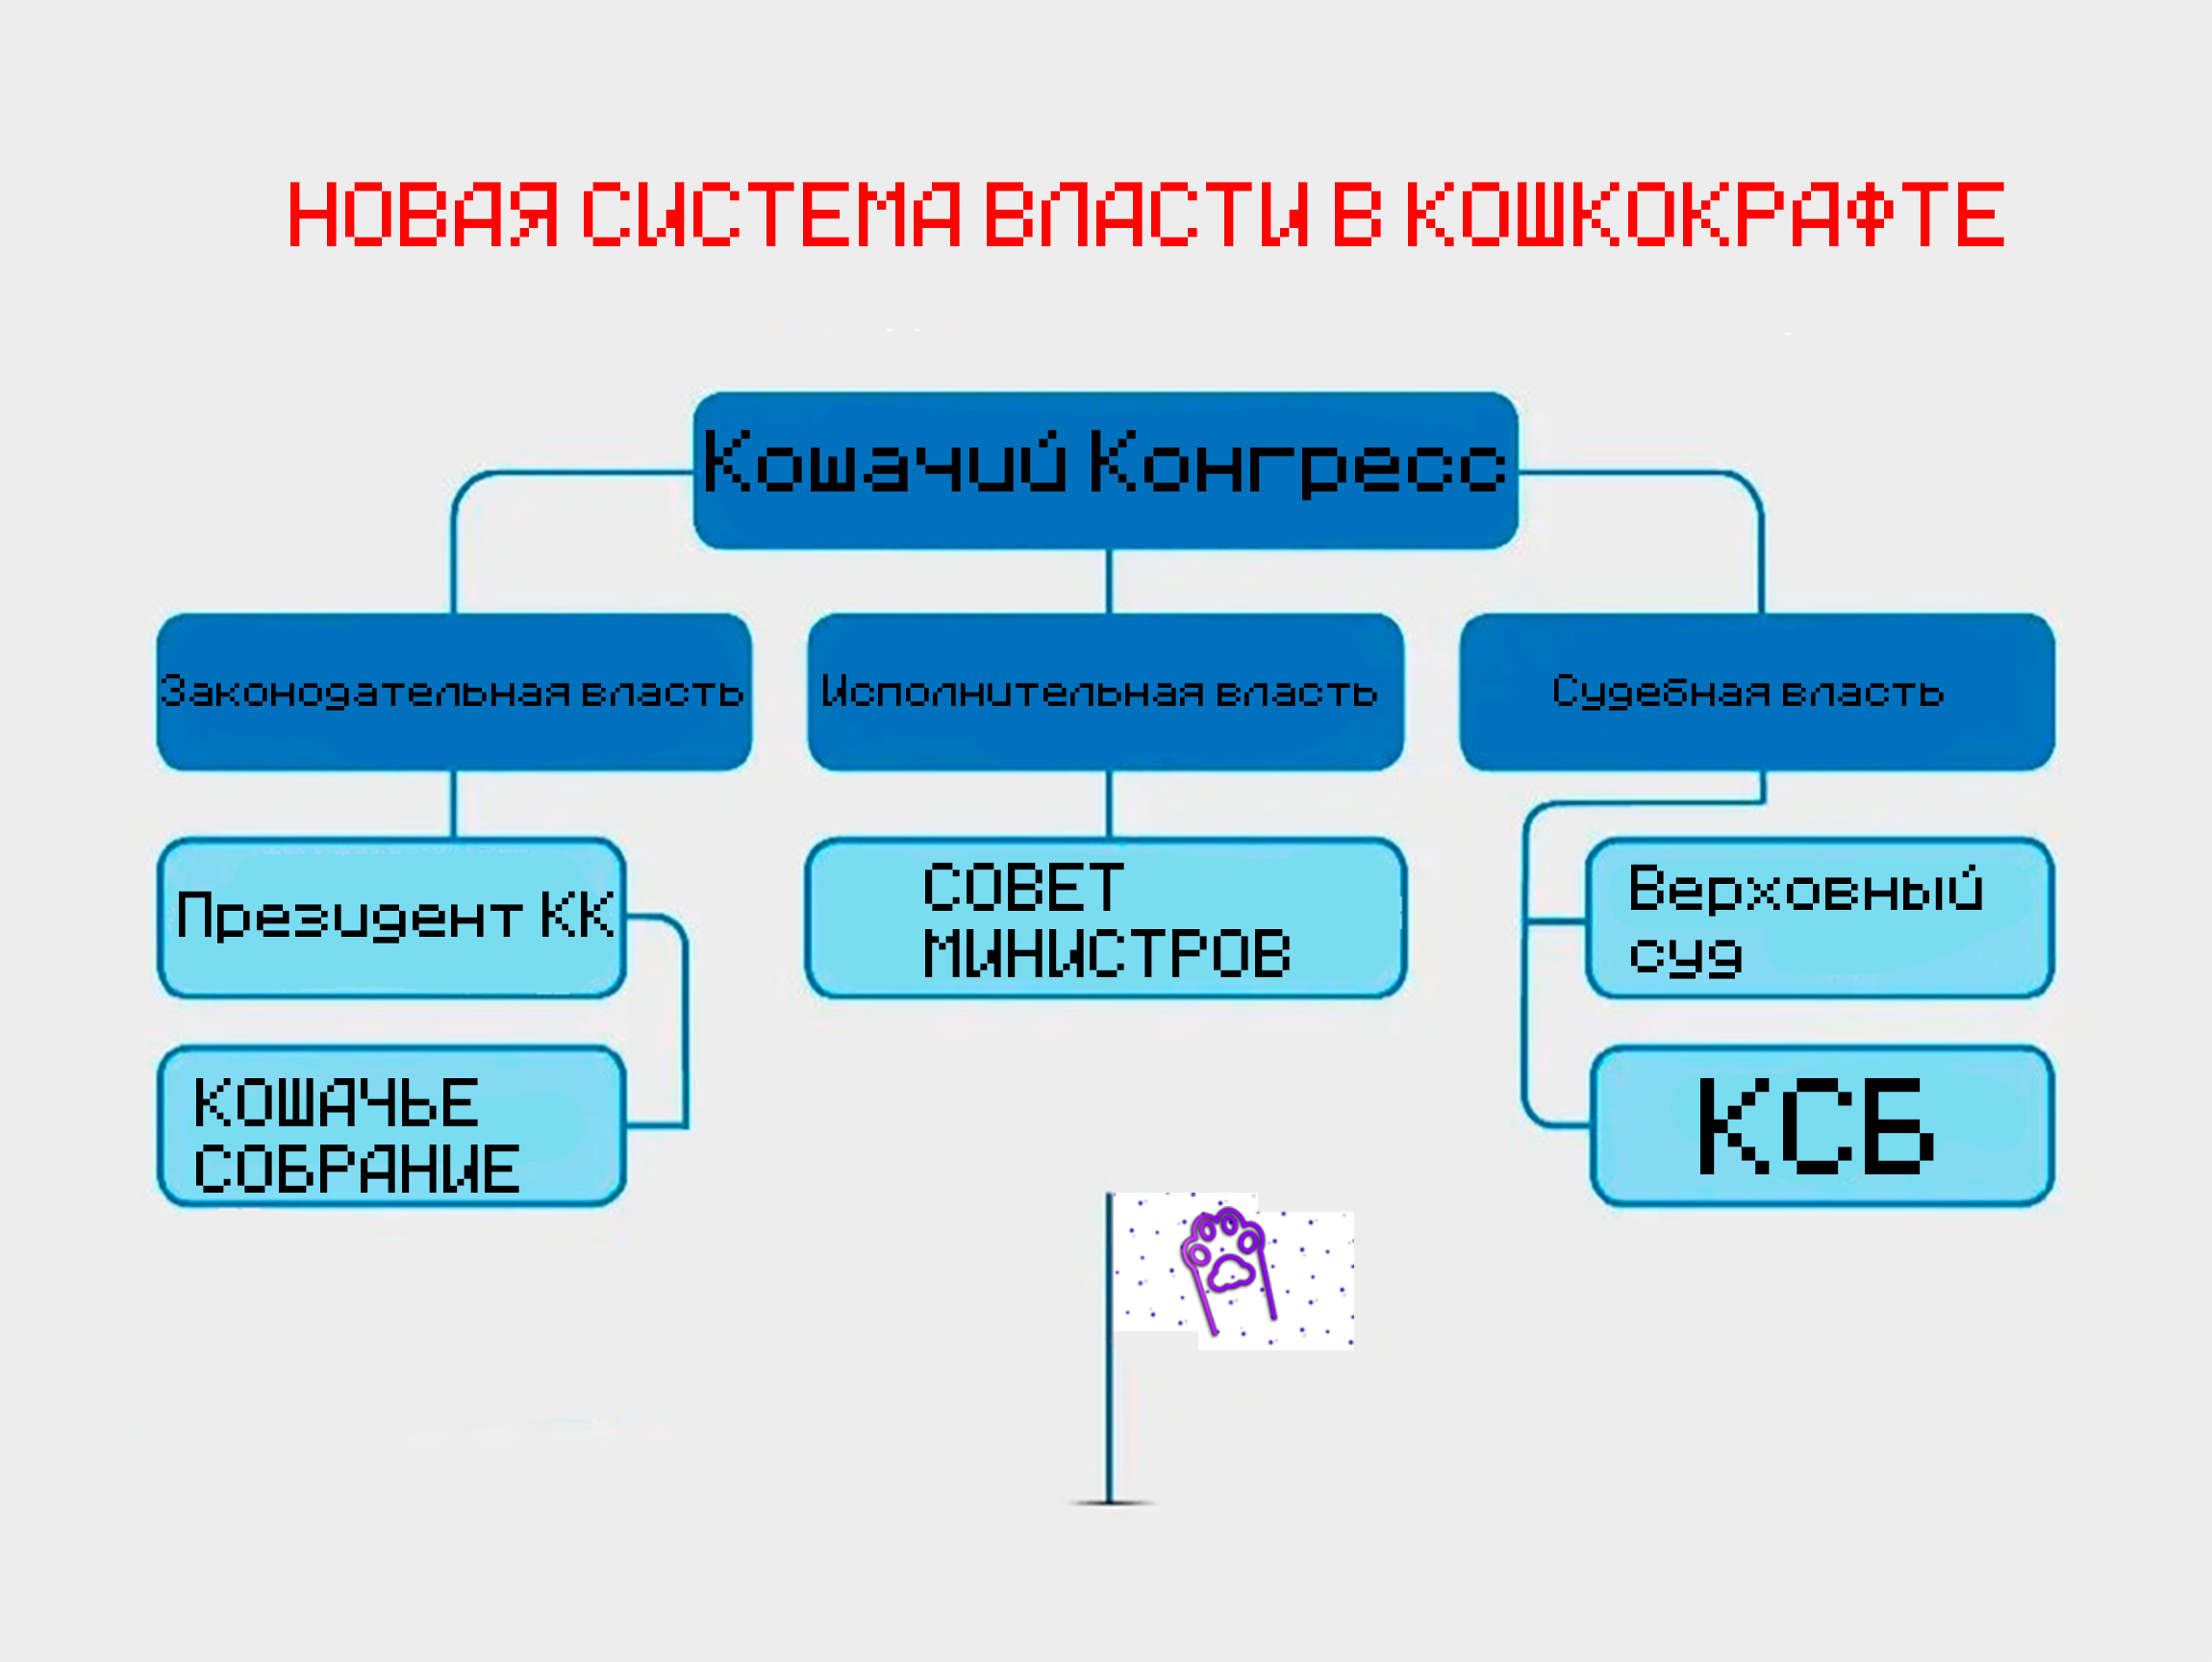 НОВАЯ СИСТЕМА ВЛАСТИ В КОШКОКРАФТЕ
Кошачий Конгресс
Законодательная власть
Исполнительная власть
Судебная власть
Президент КК
СОВЕТ
МИНИСТРОВ
Верховный
суд
КОШАЧЬЕ
СОБРАНИЕ
КСБ